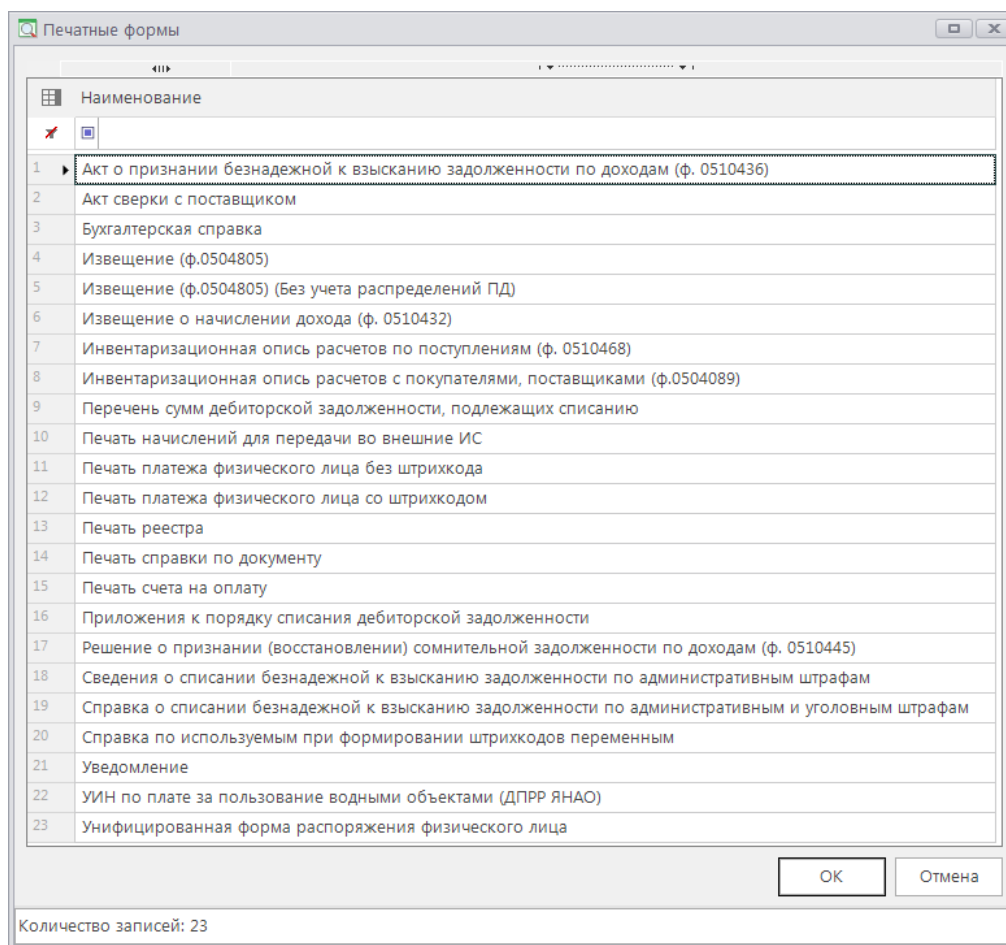 Печатные формы
Наименование
1 Акт о признании безнадежной к взысканию задолженности по доходам (ф. 0510436)
2 Акт сверки с поставщиком
3 Бухгалтерская справка
4 Извещение (ф.0504805)
5 Извещение (ф.0504805) (Без учета распределений ПД)
6 Извещение о начислении дохода (ф. 0510432)
7 Инвентаризационная опись расчетов по поступлениям (ф. 0510468)
8 Инвентаризационная опись расчетов с покупателями, поставщиками (ф.0504089)
9 Перечень сумм дебиторской задолженности, подлежащих списанию
10 Печать начислений для передачи во внешние ИС
11 Печать платежа физического лица без штрихкода
12 Печать платежа физического лица со штрихкодом
13 Печать реестра
14 Печать справки по документу
15 Печать счета на оплату
16 Приложения к порядку списания дебиторской задолженности
17 Решение о признании (восстановлении) сомнительной задолженности по доходам (ф. 0510445)
18 Сведения о списании безнадежной к взысканию задолженности по административным штрафам
19 Справка о списании безнадежной к взысканию задолженности по административным и уголовным штрафам
20 Справка по используемым при формировании штрихкодов переменным
21 Уведомление
22 УИН по плате за пользование водными объектами (ДПРР ЯНАО)
23 Унифицированная форма распоряжения физического лица
ОК Отмена
Количество записей: 23